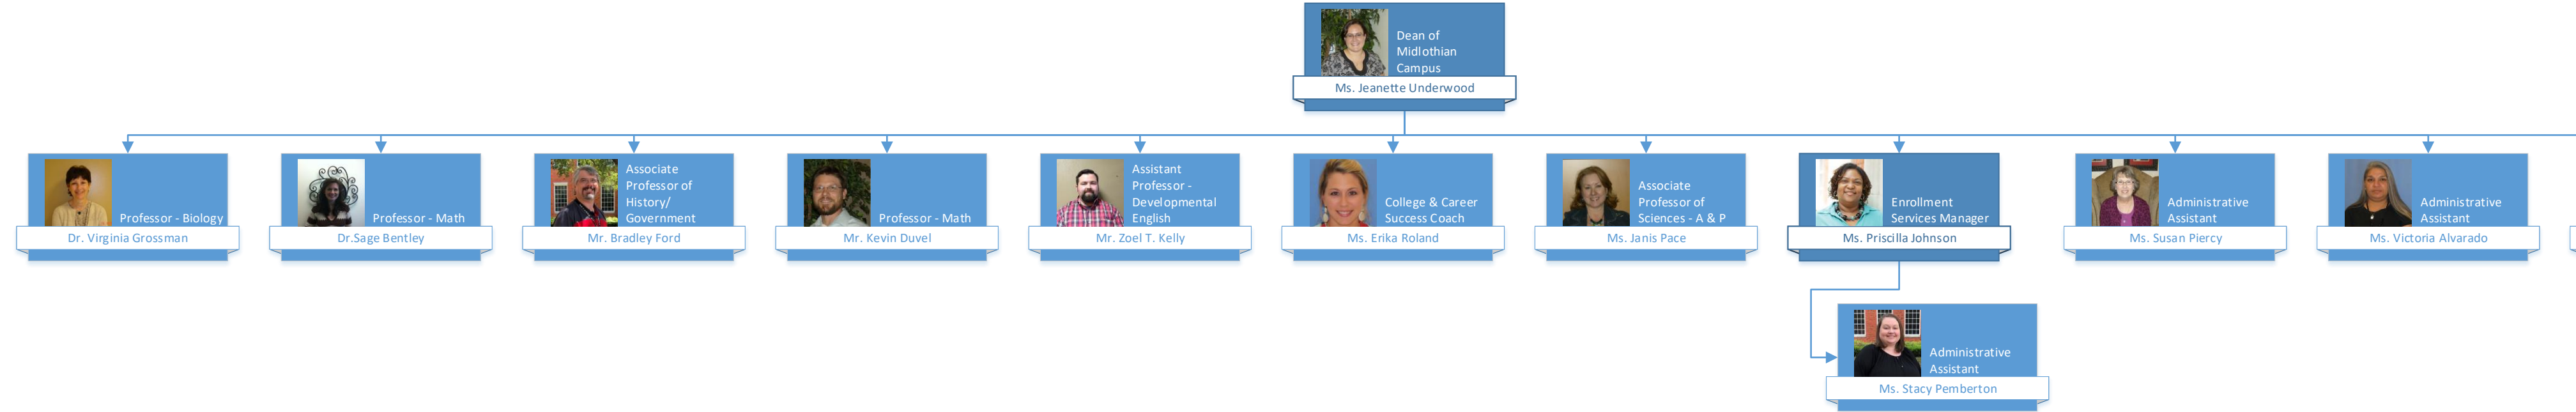 Dean of
Midlothian
Campus
Ms. Jeanette Underwood
Professor - Biology
Dr. Virginia Grossman
Professor - Math
Dr.Sage Bentley
Associate
Professor of
History/
Government
Mr. Bradley Ford
Professor - Math
Mr. Kevin Duvel
Assistant
Professor -
Developmental
English
Mr. Zoel T. Kelly
College & Career
Success Coach
Ms. Erika Roland
Associate
Professor of
Sciences - A & P
Ms. Janis Pace
Enrollment
Services Manager
Ms. Priscilla Johnson
Administrative
Assistant
Ms. Susan Piercy
Administrative
Assistant
Ms. Victoria Alvarado
Administrative
Assistant
Ms. Stacy Pemberton